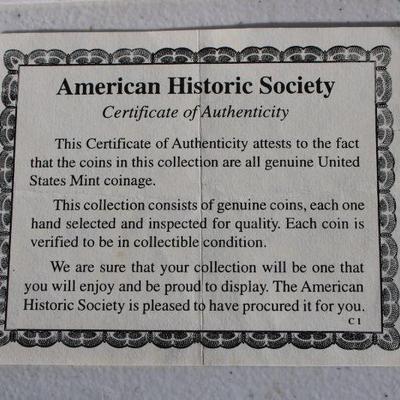 American Historic Society
Certificate of Authenticity
This Certificate of Authenticity attests to the fact
that the coins in this collection are all genuine United
States Mint coinage.
This collection consists of genuine coins, each one
hand selected and inspected for quality. Each coin is
verified to be in collectible condition.
We are sure that your collection will be one that
you will enjoy and be proud to display. The American
Historic Society is pleased to have procured it for you.
C 1